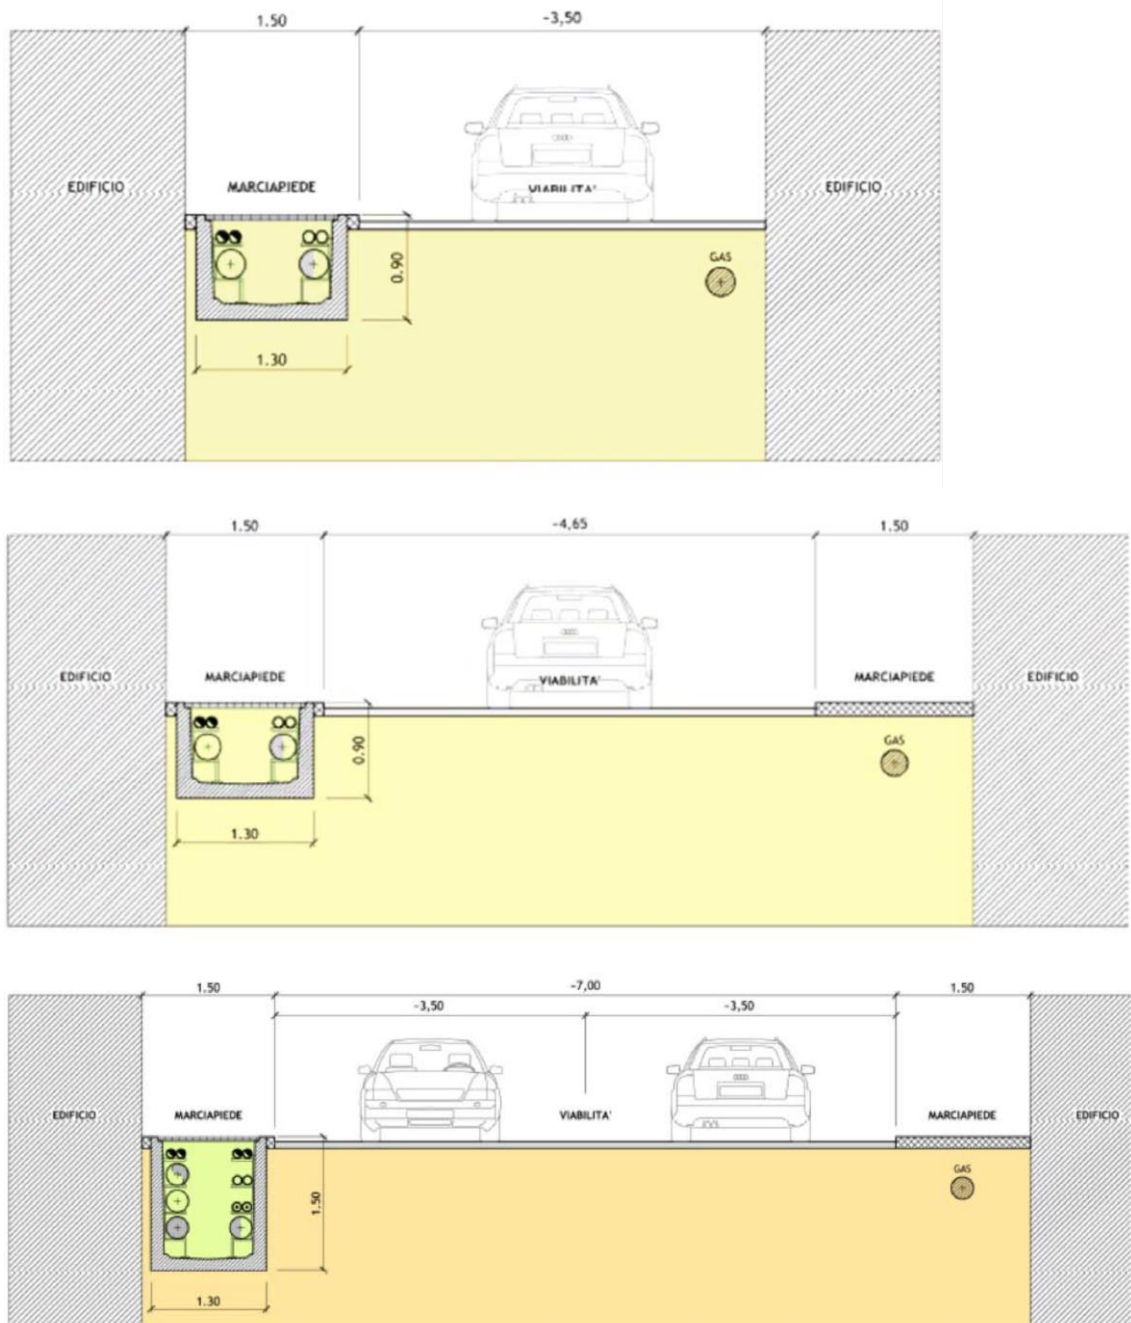 1.50 ~3,50
EDIFICIO MARCIAPIEDE VIABILITA' EDIFICIO
0.90
GAS
1.30
1.50 ~4,65 1.50
EDIFICIO MARCIAPIEDE VIABILITA' MARCIAPIEDE EDIFICIO
0.90
GAS
1.30
1.50 ~7,00 1.50
~3,50 ~3,50
EDIFICIO MARCIAPIEDE VIABILITA' MARCIAPIEDE EDIFICIO
1.50
GAS
1.30